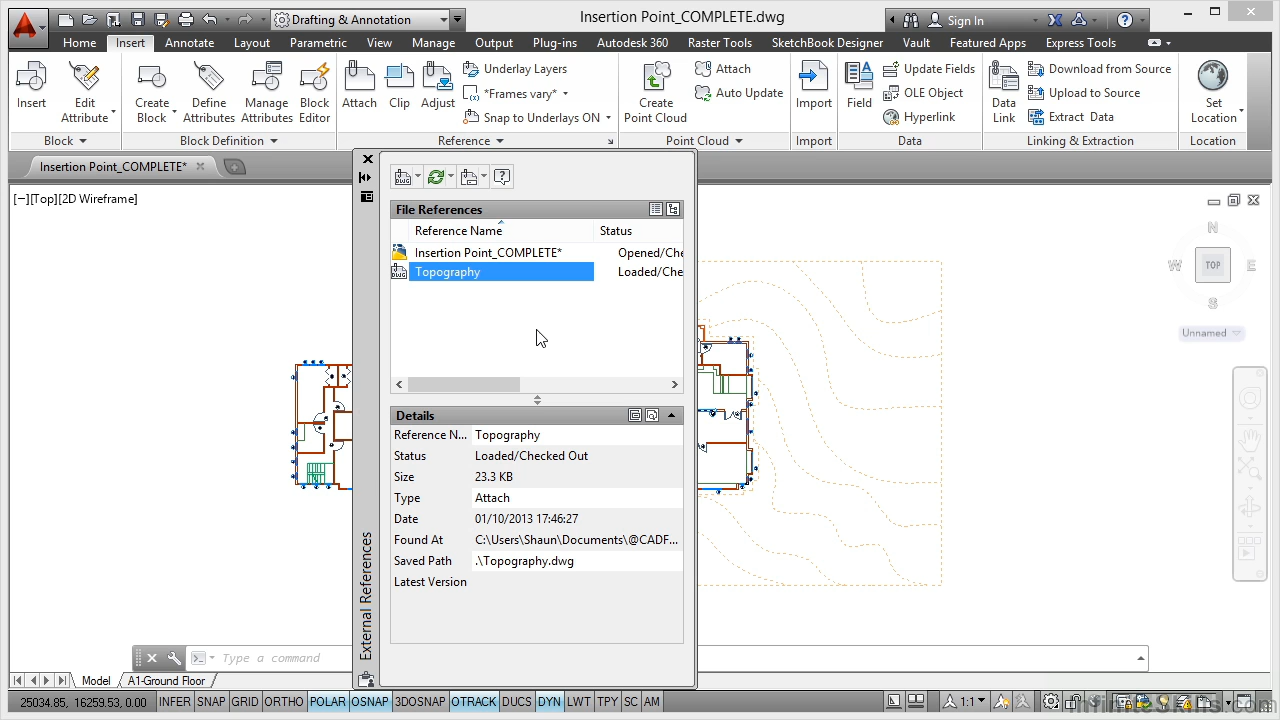 Drafting & Annotation
Insertion Point_COMPLETE.dwg
Sign In
Home Insert Annotate Layout Parametric View Manage Output Plug-ins Autodesk 360 Raster Tools SketchBook Designer Vault Featured Apps Express Tools
Insert
Edit Attribute
Create Block
Define Attributes
Manage Attributes
Block Editor
Attach
Clip
Adjust
Underlay Layers
*Frames vary*
Snap to Underlays ON
Create Point Cloud
Attach
Auto Update
Import
Field
Update Fields
OLE Object
Hyperlink
Data Link
Download from Source
Upload to Source
Extract Data
Set Location
Block
Block Definition
Reference
Point Cloud
Import
Data
Linking & Extraction
Location
Insertion Point_COMPLETE*
[−][Top][2D Wireframe]
File References
Reference Name Status
Insertion Point_COMPLETE* Opened/Che
Topography Loaded/Che
Details
Reference N... Topography
Status Loaded/Checked Out
Size 23.3 KB
Type Attach
Date 01/10/2013 17:46:27
Found At C:\Users\Shaun\Documents\@CADF...
Saved Path .\Topography.dwg
Latest Version
External References
N
W TOP E
S
Unnamed
Type a command
Model A1-Ground Floor
25034.85, 16259.53, 0.00 INFER SNAP GRID ORTHO POLAR OSNAP 3DOSNAP OTRACK DUCS DYN LWT TPY SC AM
1:1
InfiniteSkills.com